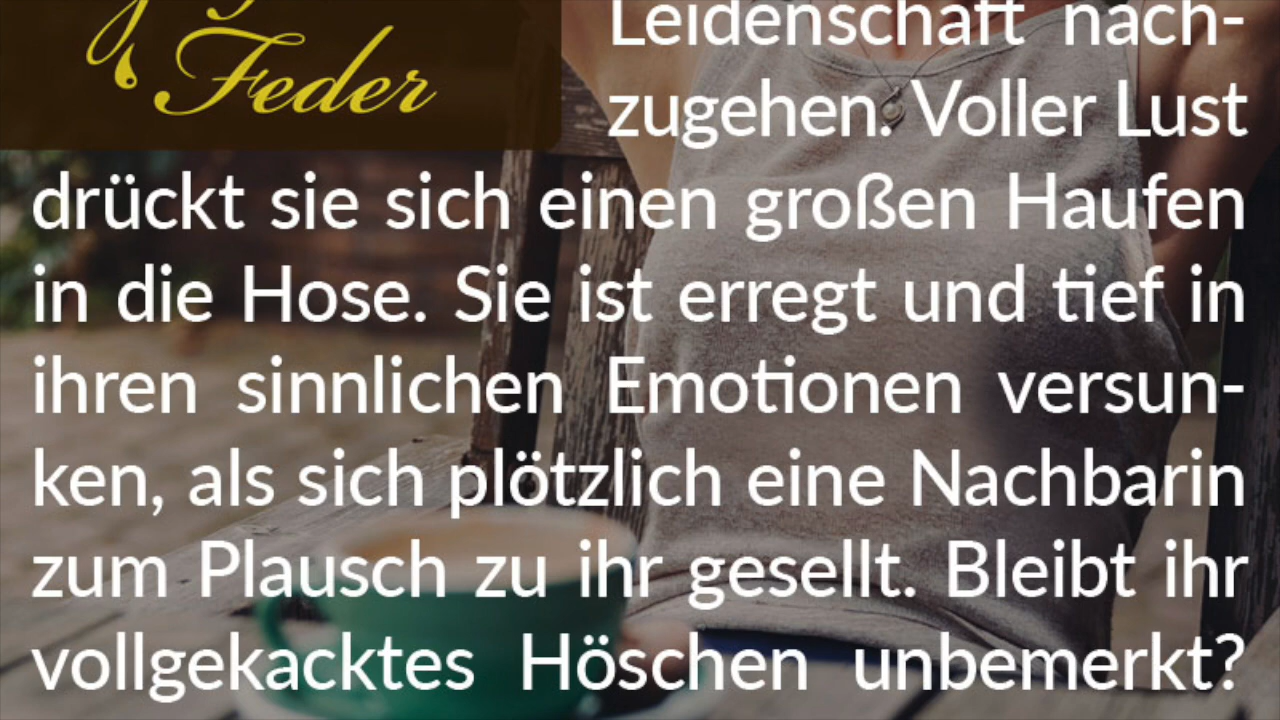 Feder
Leidenschaft nach-
zugehen. Voller Lust
drückt sie sich einen großen Haufen
in die Hose. Sie ist erregt und tief in
ihren sinnlichen Emotionen versun-
ken, als sich plötzlich eine Nachbarin
zum Plausch zu ihr gesellt. Bleibt ihr
vollgekacktes Höschen unbemerkt?